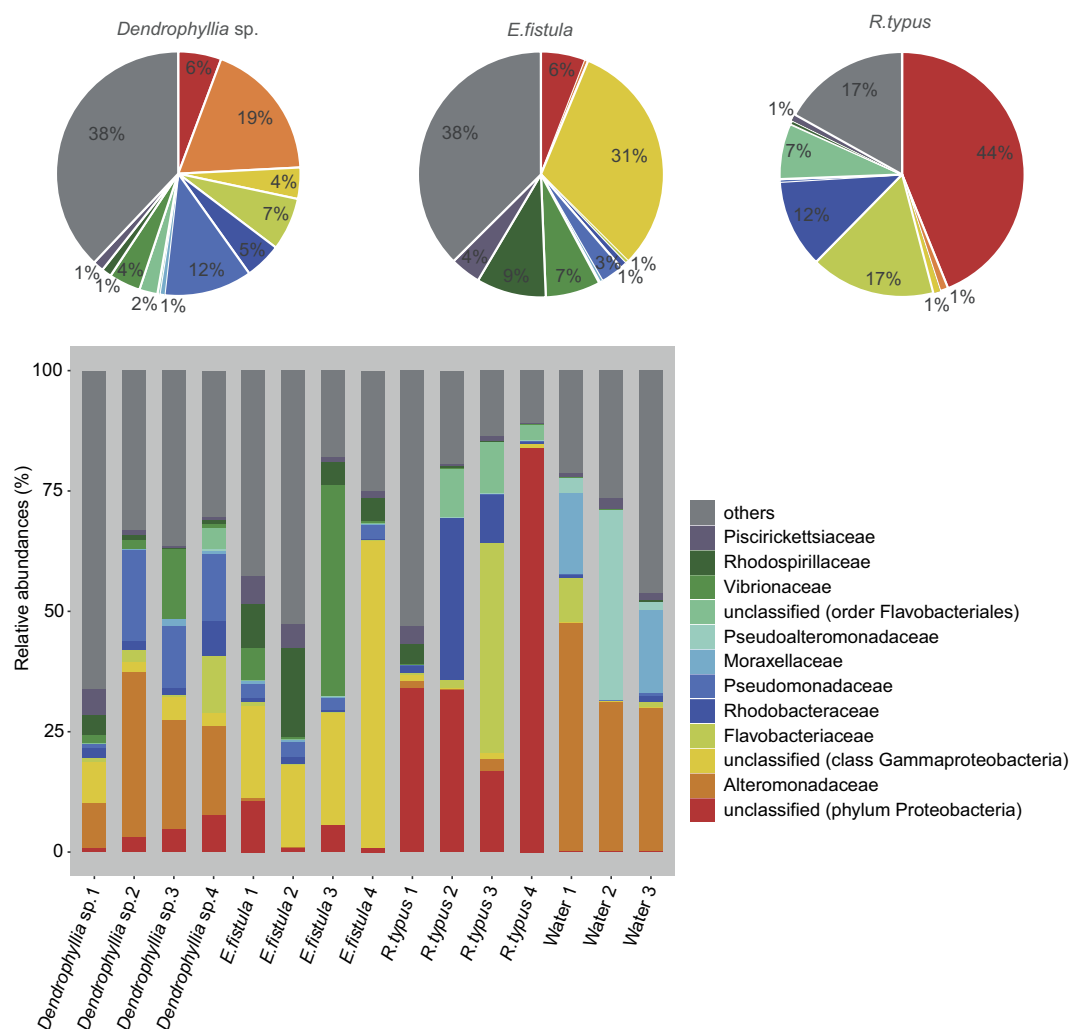 Dendrophyllia sp.
6%
19%
4%
7%
5%
12%
1%
2%
4%
1%
1%
38%
E.fistula
6%
31%
1%
1%
3%
7%
9%
4%
38%
R.typus
44%
1%
1%
17%
12%
7%
1%
17%
Relative abundances (%)
100
75
50
25
0
Dendrophyllia sp.1
Dendrophyllia sp.2
Dendrophyllia sp.3
Dendrophyllia sp.4
E.fistula 1
E.fistula 2
E.fistula 3
E.fistula 4
R.typus 1
R.typus 2
R.typus 3
R.typus 4
Water 1
Water 2
Water 3
others
Piscirickettsiaceae
Rhodospirillaceae
Vibrionaceae
unclassified (order Flavobacteriales)
Pseudoalteromonadaceae
Moraxellaceae
Pseudomonadaceae
Rhodobacteraceae
Flavobacteriaceae
unclassified (class Gammaproteobacteria)
Alteromonadaceae
unclassified (phylum Proteobacteria)